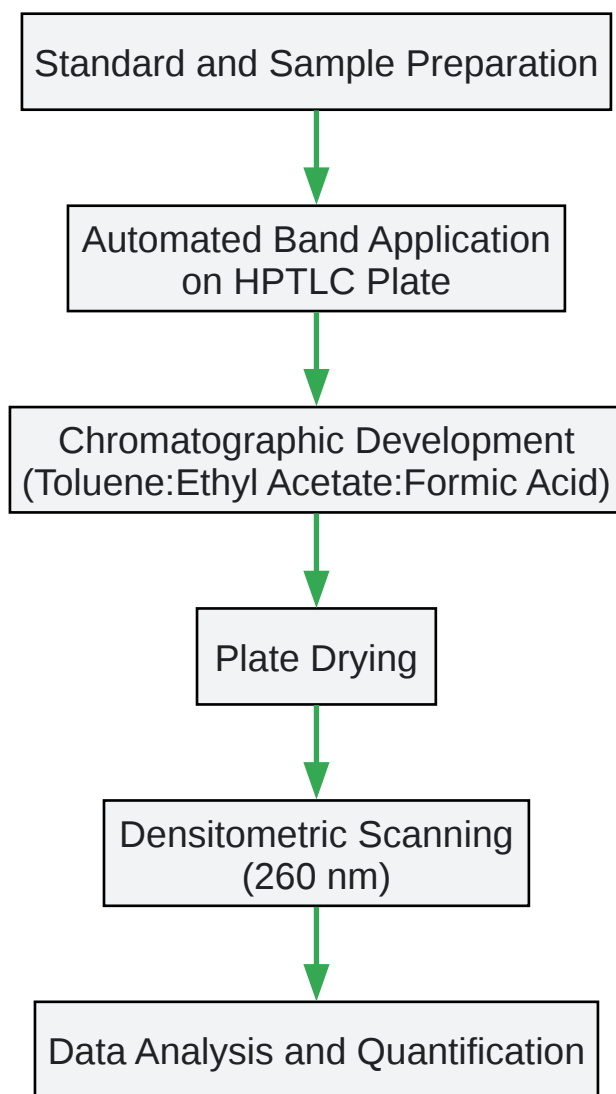 Standard and Sample Preparation
Automated Band Application
on HPTLC Plate
Chromatographic Development
(Toluene:Ethyl Acetate:Formic Acid)
Plate Drying
Densitometric Scanning
(260 nm)
Data Analysis and Quantification